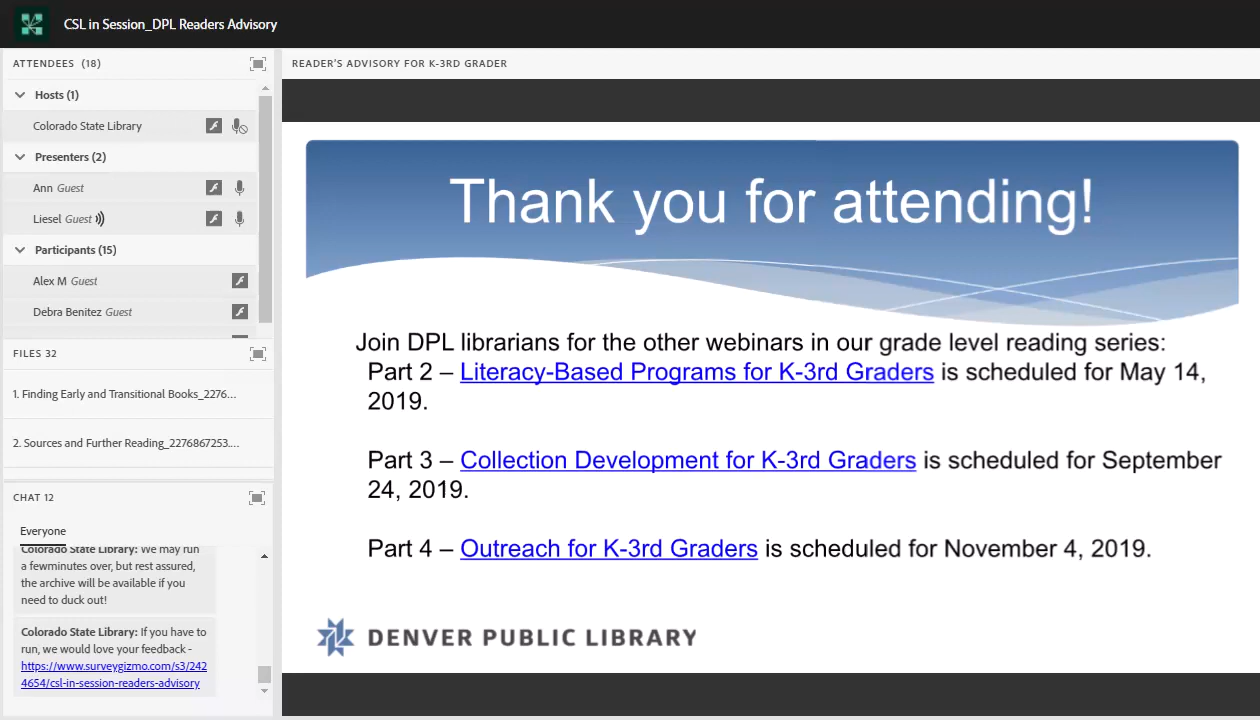 CSL in Session_DPL Readers Advisory
ATTENDEES (18)
Hosts (1)
Colorado State Library
Presenters (2)
Ann Guest
Liesel Guest
Participants (15)
Alex M Guest
Debra Benitez Guest
FILES 32
1. Finding Early and Transitional Books_2276...
2. Sources and Further Reading_2276867253....
CHAT 12
Everyone
Colorado State Library: We may run
a fewminutes over, but rest assured,
the archive will be available if you
need to duck out!
Colorado State Library: If you have to
run, we would love your feedback -
https://www.surveygizmo.com/s3/242
4654/csl-in-session-readers-advisory
READER'S ADVISORY FOR K-3RD GRADER
Thank you for attending!
Join DPL librarians for the other webinars in our grade level reading series:
Part 2 – Literacy-Based Programs for K-3rd Graders is scheduled for May 14,
2019.
Part 3 – Collection Development for K-3rd Graders is scheduled for September
24, 2019.
Part 4 – Outreach for K-3rd Graders is scheduled for November 4, 2019.
DENVER PUBLIC LIBRARY